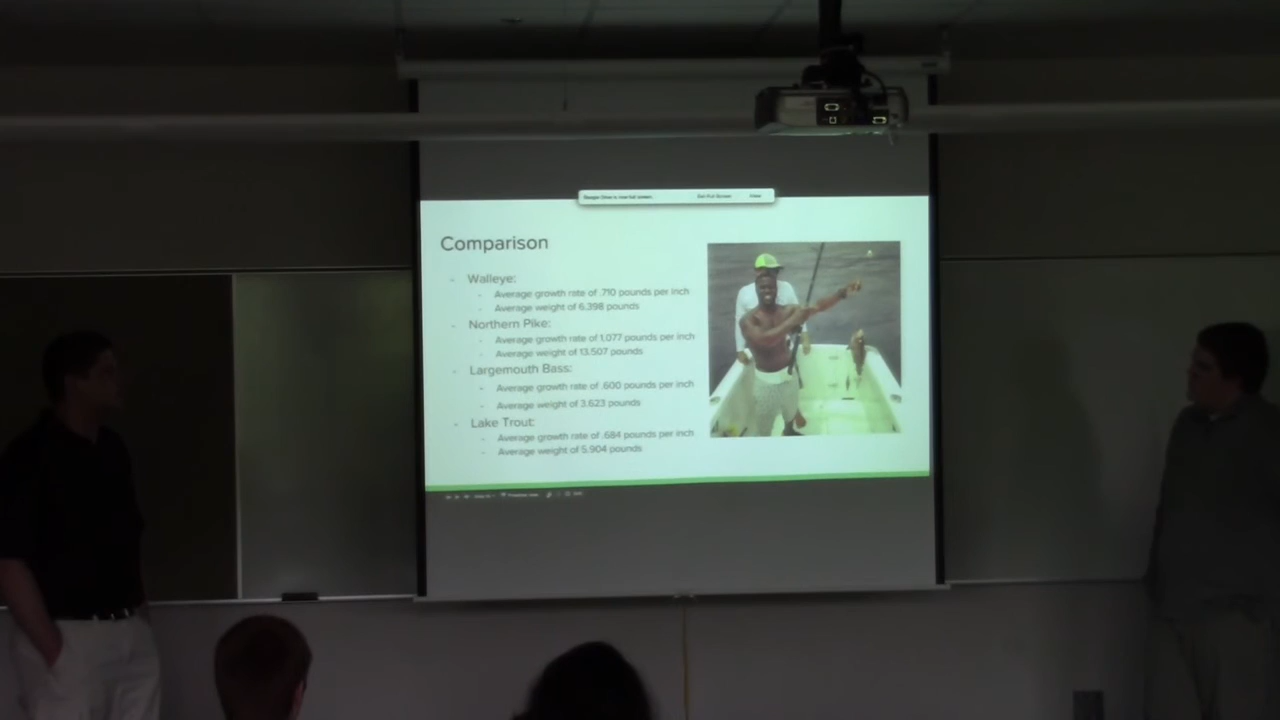 Comparison
- Walleye:
- Average growth rate of .710 pounds per inch
- Average weight of 6.398 pounds
- Northern Pike:
- Average growth rate of 1.077 pounds per inch
- Average weight of 13.507 pounds
- Largemouth Bass:
- Average growth rate of .600 pounds per inch
- Average weight of 3.623 pounds
- Lake Trout:
- Average growth rate of .684 pounds per inch
- Average weight of 5.904 pounds